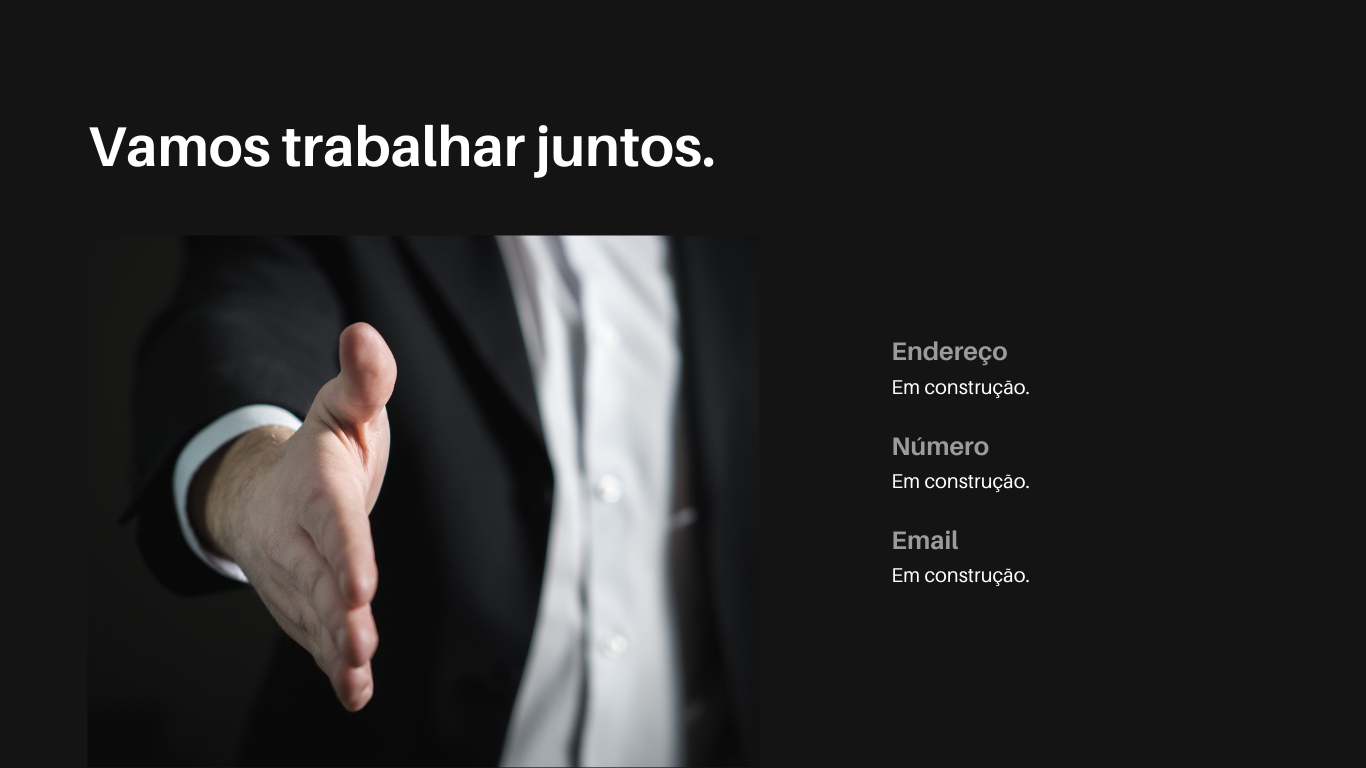 Vamos trabalhar juntos.
Endereço
Em construção.
Número
Em construção.
Email
Em construção.